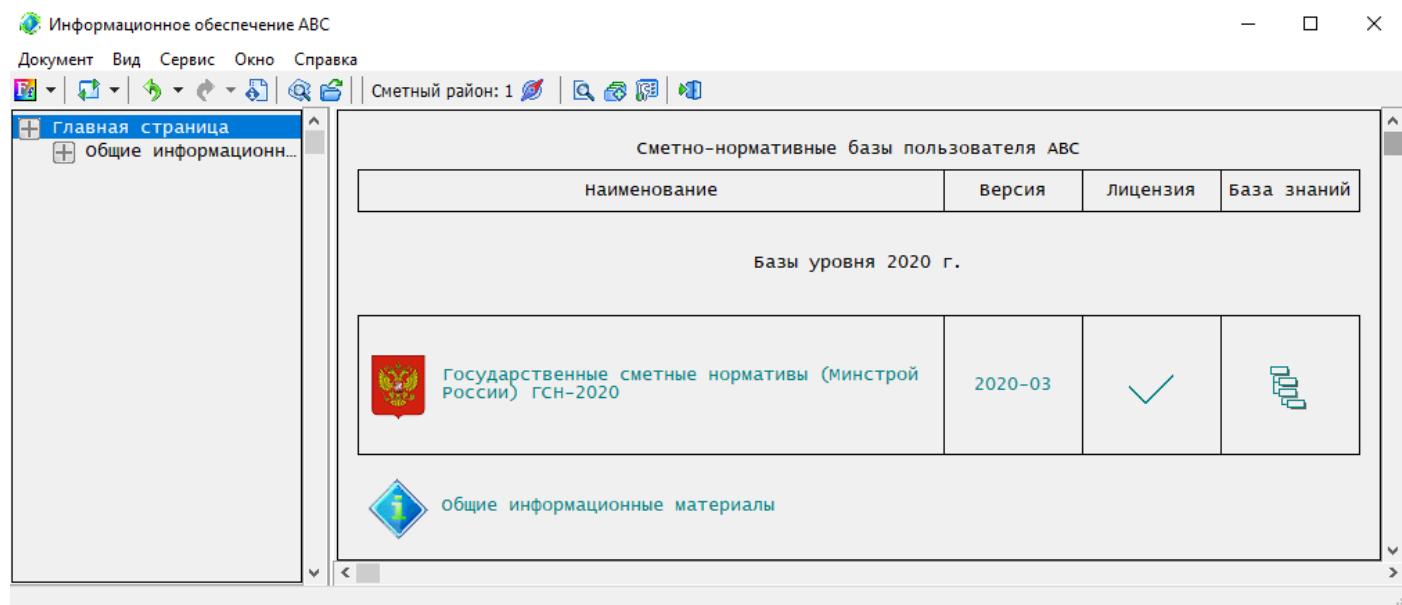 Информационное обеспечение АВС
Документ Вид Сервис Окно Справка
Сметный район: 1
Главная страница
Общие информационн...
Сметно-нормативные базы пользователя АВС
Наименование Версия Лицензия База знаний
Базы уровня 2020 г.
Государственные сметные нормативы (Минстрой
России) ГСН-2020
2020-03
Общие информационные материалы